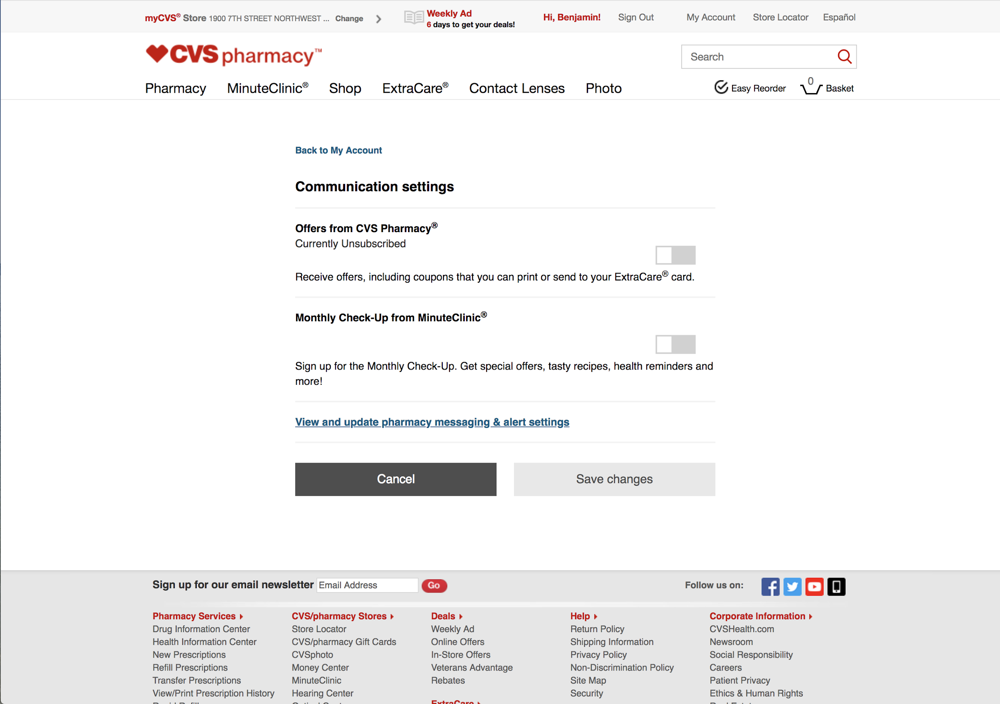 myCVS® Store 1900 7TH STREET NORTHWEST ... Change
Weekly Ad
6 days to get your deals!
Hi, Benjamin! Sign Out My Account Store Locator Español
CVS pharmacy™
Search
Pharmacy MinuteClinic® Shop ExtraCare® Contact Lenses Photo
Easy Reorder 0 Basket
Back to My Account
Communication settings
Offers from CVS Pharmacy®
Currently Unsubscribed
Receive offers, including coupons that you can print or send to your ExtraCare® card.
Monthly Check-Up from MinuteClinic®
Sign up for the Monthly Check-Up. Get special offers, tasty recipes, health reminders and
more!
View and update pharmacy messaging & alert settings
Cancel Save changes
Sign up for our email newsletter Email Address Go
Follow us on:
Pharmacy Services
Drug Information Center
Health Information Center
New Prescriptions
Refill Prescriptions
Transfer Prescriptions
View/Print Prescription History
CVS/pharmacy Stores
Store Locator
CVS/pharmacy Gift Cards
CVSphoto
Money Center
MinuteClinic
Hearing Center
Deals
Weekly Ad
Online Offers
In-Store Offers
Veterans Advantage
Rebates
ExtraCare
Help
Return Policy
Shipping Information
Privacy Policy
Non-Discrimination Policy
Site Map
Security
Corporate Information
CVSHealth.com
Newsroom
Social Responsibility
Careers
Patient Privacy
Ethics & Human Rights